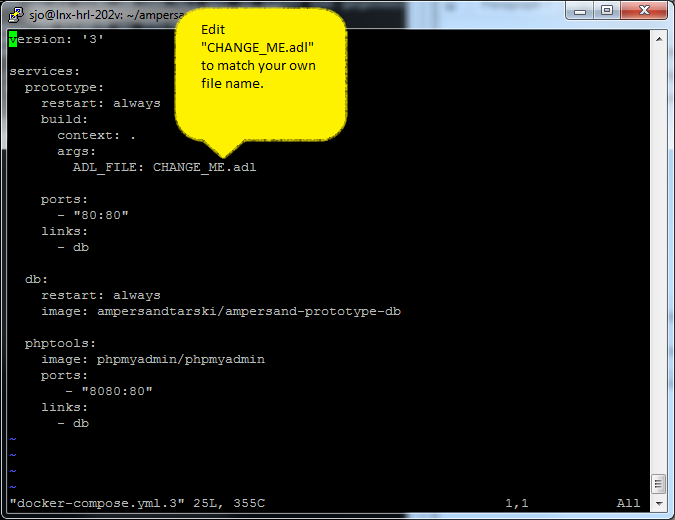 sjo@lnx-hrl-202v: ~/ampersand
Edit
"CHANGE_ME.adl"
to match your own
file name.
version: '3'
services:
  prototype:
    restart: always
    build:
      context: .
      args:
        ADL_FILE: CHANGE_ME.adl
    ports:
      - "80:80"
    links:
      - db
  db:
    restart: always
    image: ampersandtarski/ampersand-prototype-db
  phptools:
    image: phpmyadmin/phpmyadmin
    ports:
       - "8080:80"
    links:
      - db
~
~
~
~
"docker-compose.yml.3" 25L, 355C 1,1 All